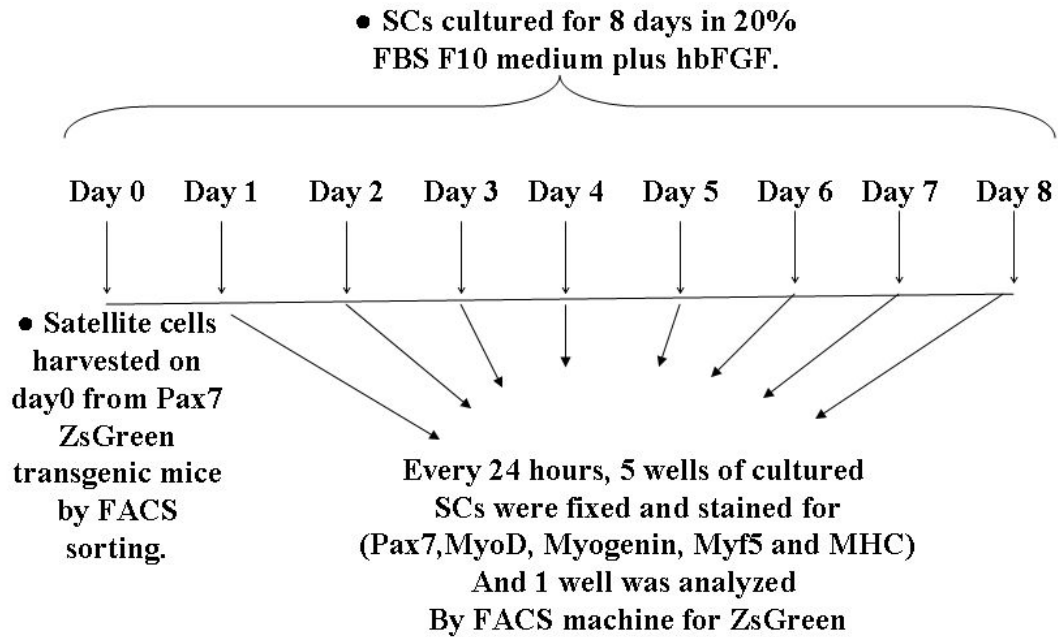 ● SCs cultured for 8 days in 20%
FBS F10 medium plus hbFGF.
Day 0 Day 1 Day 2 Day 3 Day 4 Day 5 Day 6 Day 7 Day 8
● Satellite cells
harvested on
day0 from Pax7
ZsGreen
transgenic mice
by FACS
sorting.
Every 24 hours, 5 wells of cultured
SCs were fixed and stained for
(Pax7,MyoD, Myogenin, Myf5 and MHC)
And 1 well was analyzed
By FACS machine for ZsGreen